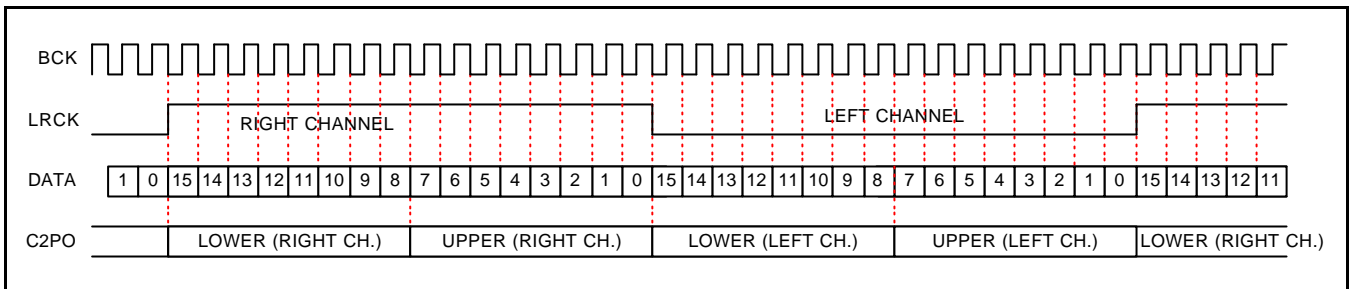 BCK
LRCK RIGHT CHANNEL LEFT CHANNEL
DATA 1 0 15 14 13 12 11 10 9 8 7 6 5 4 3 2 1 0 15 14 13 12 11 10 9 8 7 6 5 4 3 2 1 0 15 14 13 12 11
C2PO LOWER (RIGHT CH.) UPPER (RIGHT CH.) LOWER (LEFT CH.) UPPER (LEFT CH.) LOWER (RIGHT CH.)